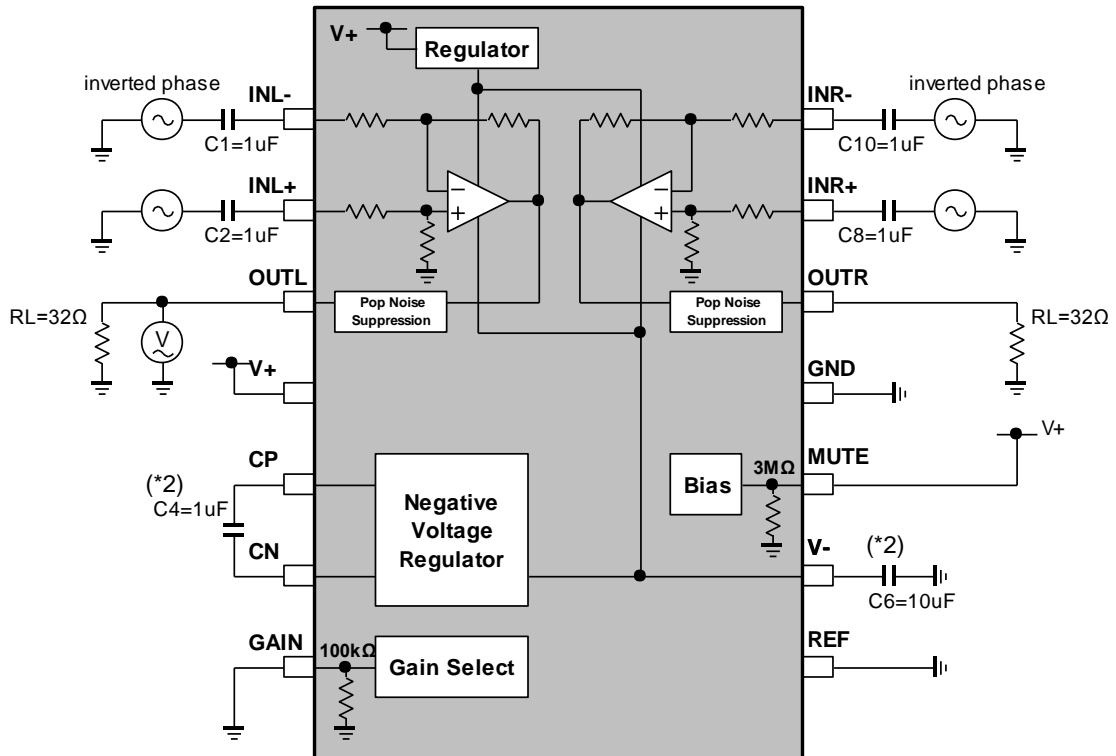 V+
Regulator
inverted phase
INL-
C1=1uF
INR-
inverted phase
C10=1uF
INL+
C2=1uF
INR+
C8=1uF
−
+
−
+
OUTL
Pop Noise
Suppression
Pop Noise
Suppression
OUTR
RL=32Ω
V
RL=32Ω
V+
GND
V+
CP
(*2)
C4=1uF
CN
Negative
Voltage
Regulator
Bias
3MΩ
MUTE
V-
(*2)
C6=10uF
GAIN
100kΩ
Gain Select
REF